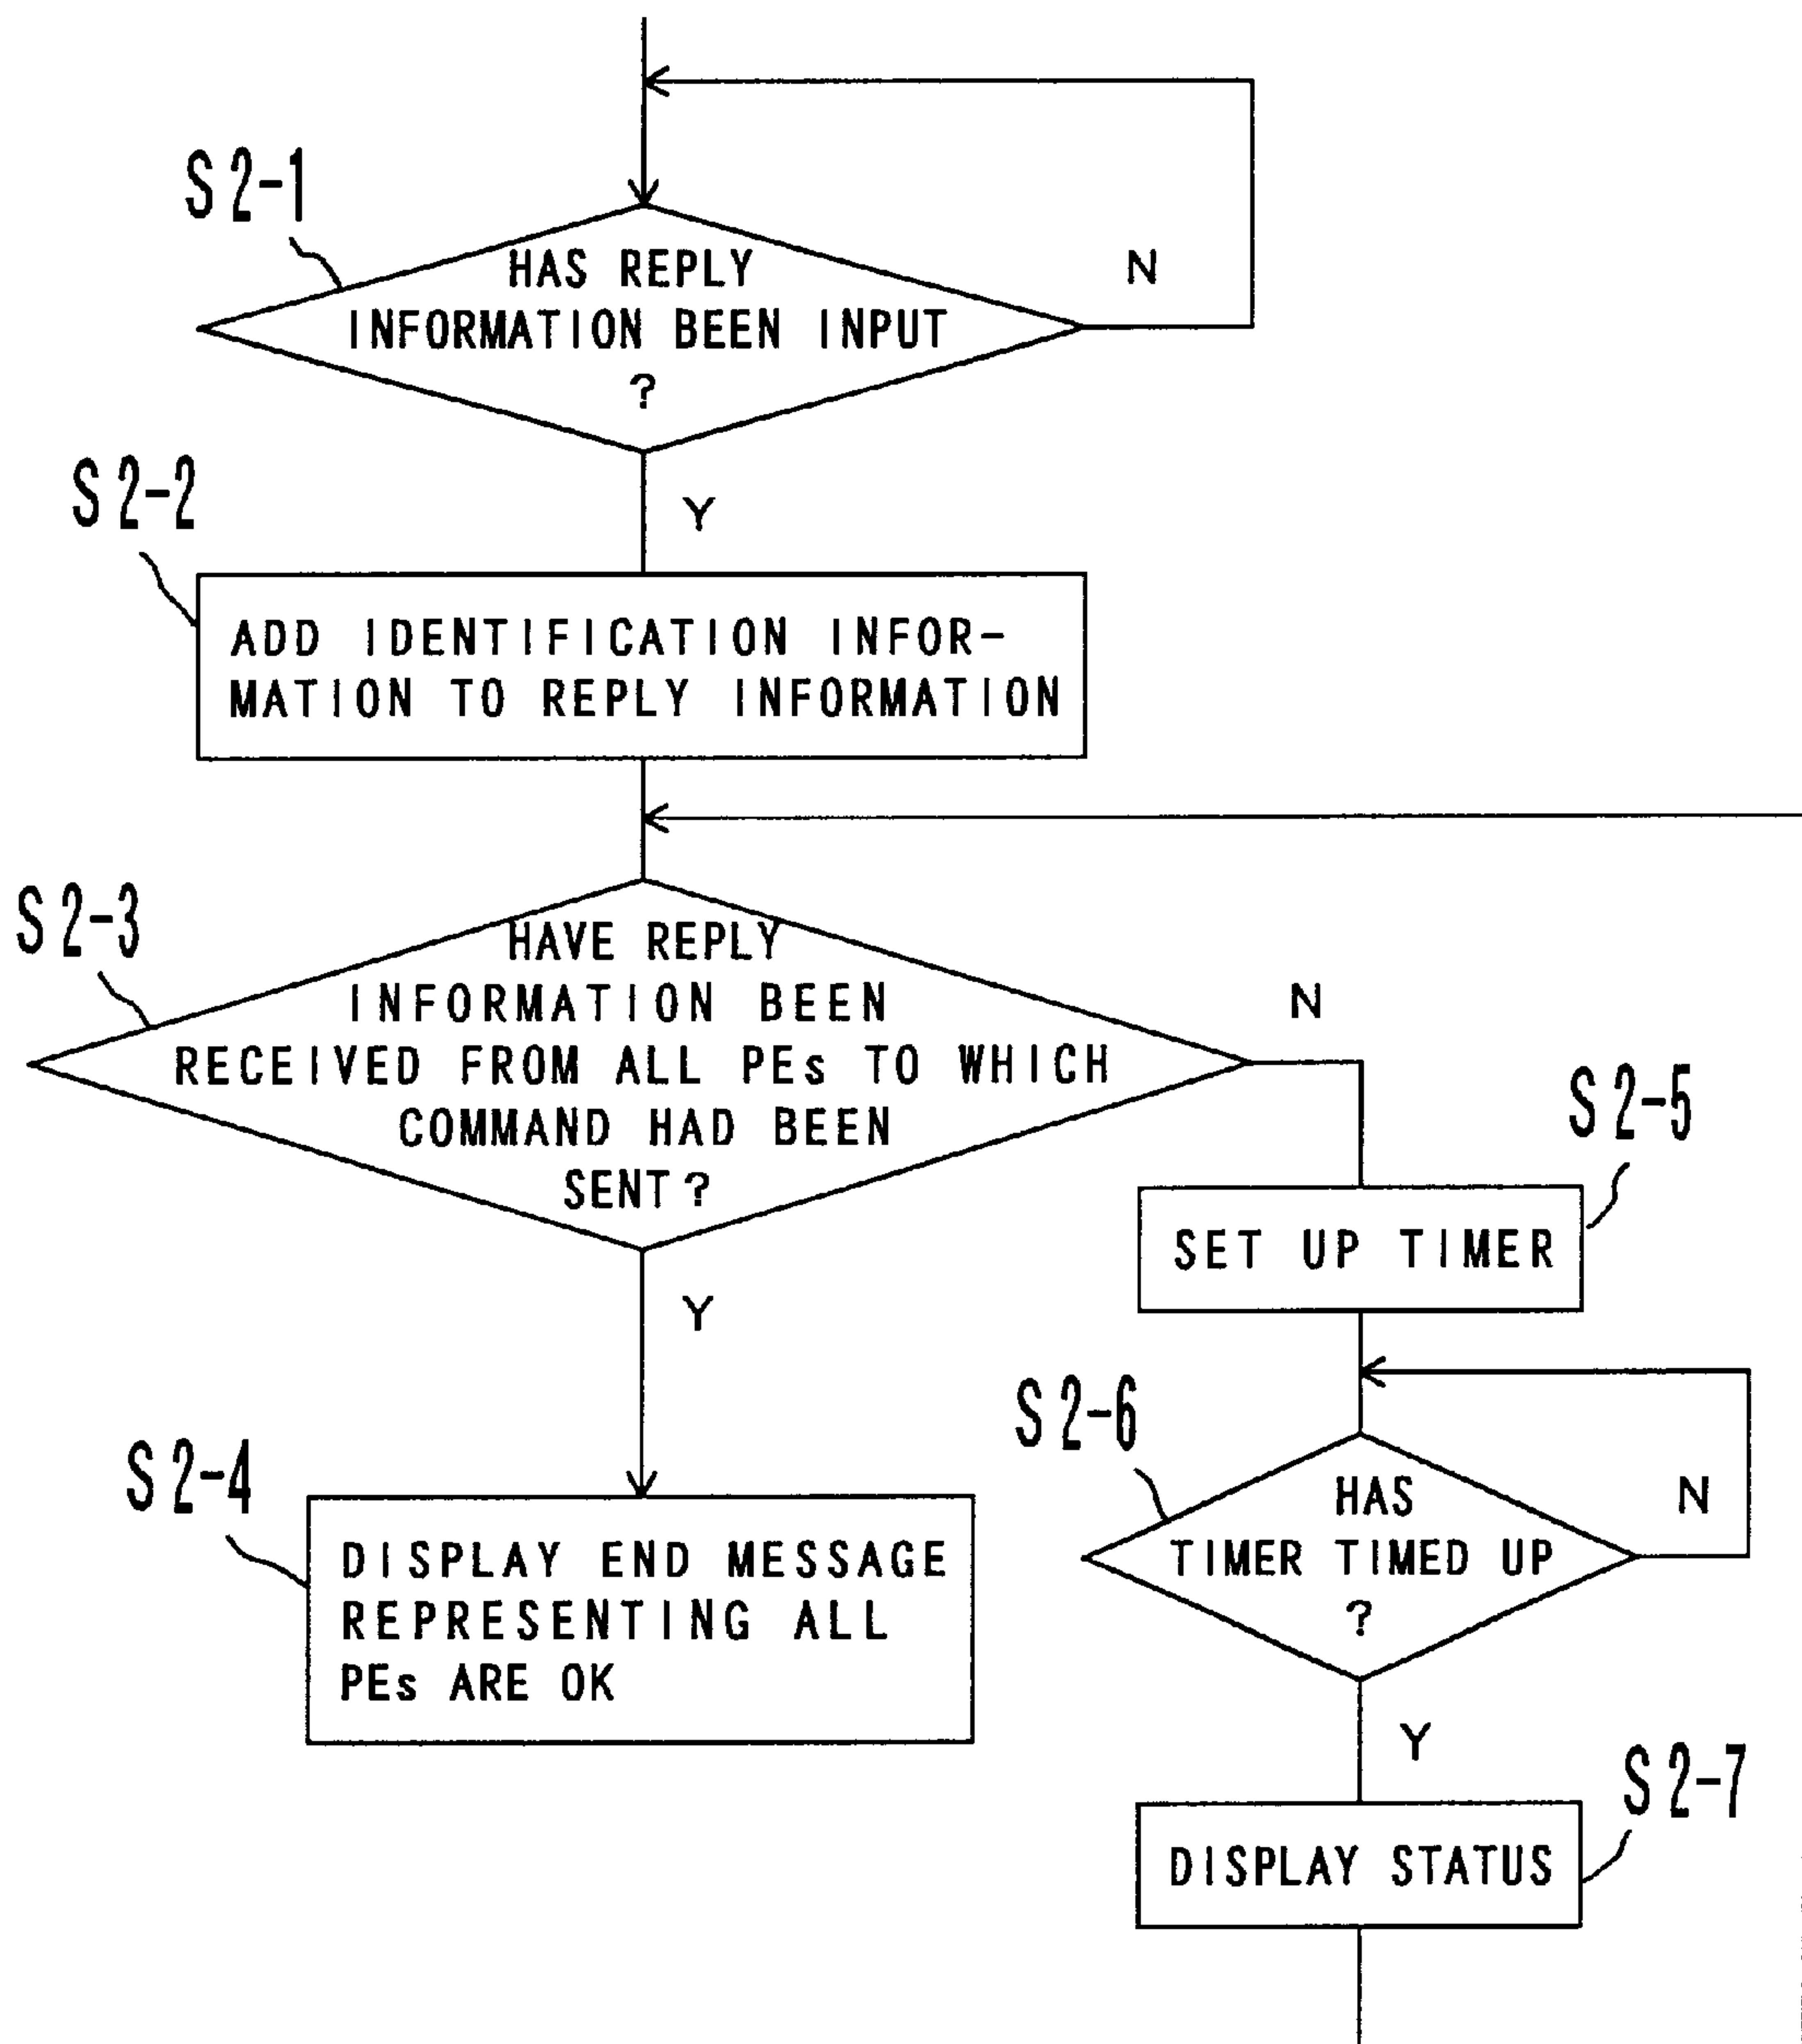 S2-1
HAS REPLY
INFORMATION BEEN INPUT
?
N
Y
S2-2
ADD IDENTIFICATION INFOR-
MATION TO REPLY INFORMATION
S2-3
HAVE REPLY
INFORMATION BEEN
RECEIVED FROM ALL PEs TO WHICH
COMMAND HAD BEEN
SENT?
N
Y
S2-4
DISPLAY END MESSAGE
REPRESENTING ALL
PEs ARE OK
S2-5
SET UP TIMER
S2-6
HAS
TIMER TIMED UP
?
N
Y
S2-7
DISPLAY STATUS